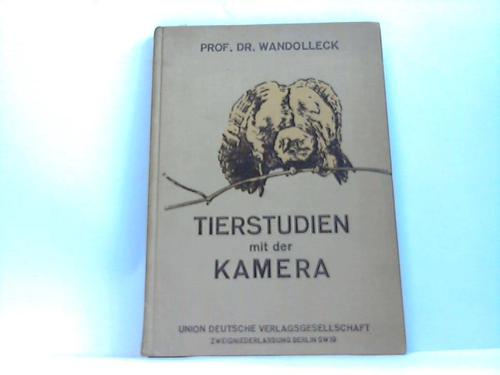 PROF. DR. WANDOLLECK
TIERSTUDIEN
mit der
KAMERA
UNION DEUTSCHE VERLAGSGESELLSCHAFT
ZWEIGNIEDERLASSUNG BERLIN SW 19